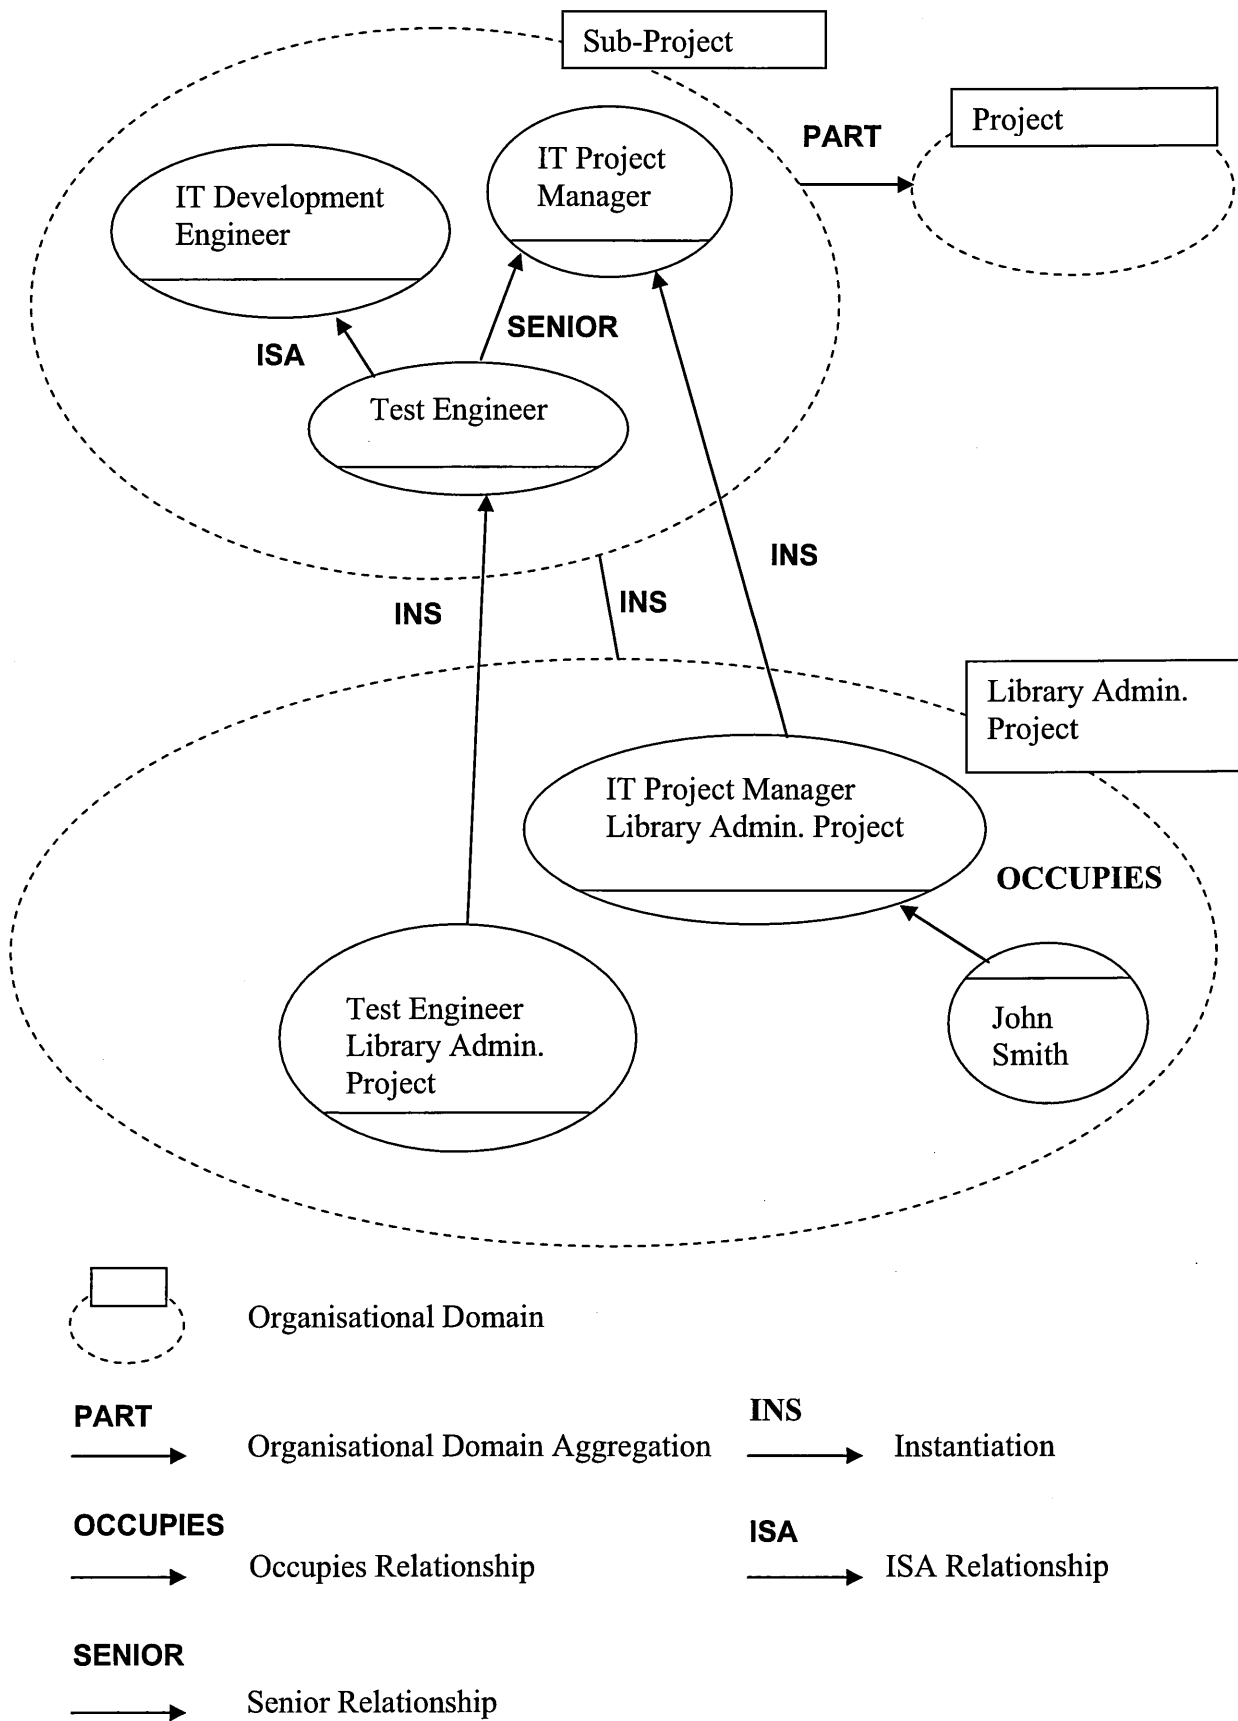 Sub-Project
Project
PART
IT Project
Manager
IT Development
Engineer
SENIOR
ISA
Test Engineer
INS
INS
INS
Library Admin.
Project
IT Project Manager
Library Admin. Project
OCCUPIES
Test Engineer
Library Admin.
Project
John
Smith
Organisational Domain
PART
Organisational Domain Aggregation
INS
Instantiation
OCCUPIES
Occupies Relationship
ISA
ISA Relationship
SENIOR
Senior Relationship